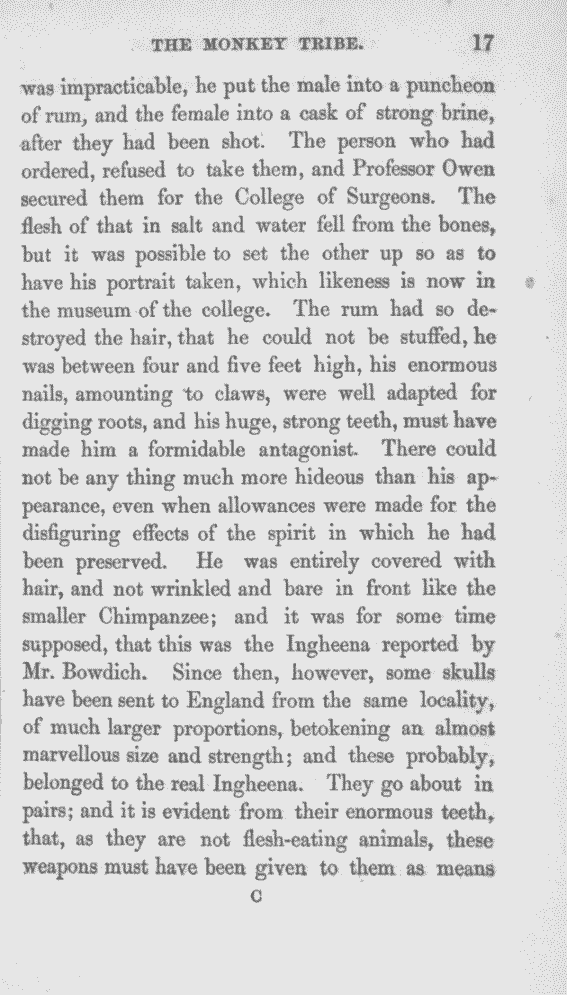 THE MONKEY TRIBE. 17
was impracticable, he put the male into a puncheon
of rum, and the female into a cask of strong brine,
after they had been shot. The person who had
ordered, refused to take them, and Professor Owen
secured them for the College of Surgeons. The
flesh of that in salt and water fell from the bones,
but it was possible to set the other up so as to
have his portrait taken, which likeness is now in
the museum of the college. The rum had so de-
stroyed the hair, that he could not be stuffed, he
was between four and five feet high, his enormous
nails, amounting to claws, were well adapted for
digging roots, and his huge, strong teeth, must have
made him a formidable antagonist. There could
not be any thing much more hideous than his ap-
pearance, even when allowances were made for the
disfiguring effects of the spirit in which he had
been preserved. He was entirely covered with
hair, and not wrinkled and bare in front like the
smaller Chimpanzee; and it was for some time
supposed, that this was the Ingheena reported by
Mr. Bowdich. Since then, however, some skulls
have been sent to England from the same locality,
of much larger proportions, betokening an almost
marvellous size and strength; and these probably,
belonged to the real Ingheena. They go about in
pairs; and it is evident from their enormous teeth,
that, as they are not flesh-eating animals, these
weapons must have been given to them as means
C